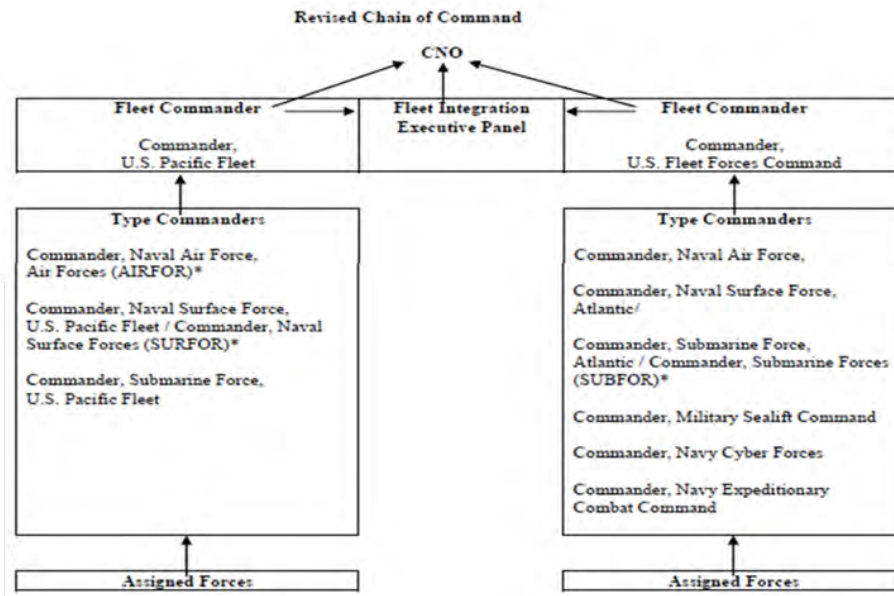 Revised Chain of Command
CNO
Fleet Commander
Commander,
U.S. Pacific Fleet
Fleet Integration
Executive Panel
Fleet Commander
Commander,
U.S. Fleet Forces Command
Type Commanders
Commander, Naval Air Force,
Air Forces (AIRFOR)*
Commander, Naval Surface Force,
U.S. Pacific Fleet / Commander, Naval
Surface Forces (SURFOR)*
Commander, Submarine Force,
U.S. Pacific Fleet
Type Commanders
Commander, Naval Air Force,
Commander, Naval Surface Force,
Atlantic/
Commander, Submarine Force,
Atlantic / Commander, Submarine Forces
(SUBFOR)*
Commander, Military Sealift Command
Commander, Navy Cyber Forces
Commander, Navy Expeditionary
Combat Command
Assigned Forces
Assigned Forces